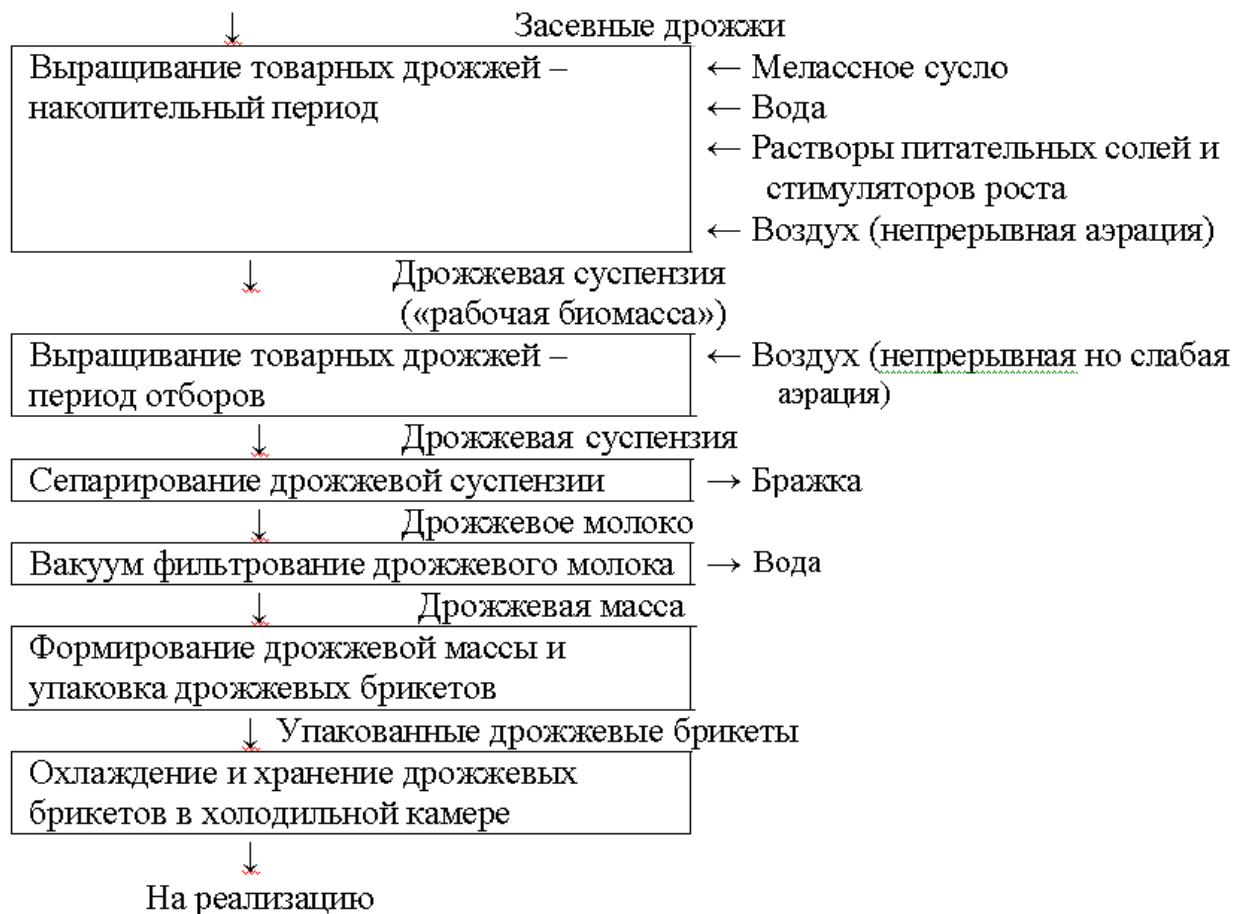 ↓ Засевные дрожжи
Выращивание товарных дрожжей – ← Мелассное сусло
накопительный период ← Вода
← Растворы питательных солей и
стимуляторов роста
← Воздух (непрерывная аэрация)
↓ Дрожжевая суспензия
(«рабочая биомасса»)
Выращивание товарных дрожжей – ← Воздух (непрерывная но слабая
период отборов аэрация)
↓ Дрожжевая суспензия
Сепарирование дрожжевой суспензии → Бражка
↓ Дрожжевое молоко
Вакуум фильтрование дрожжевого молока → Вода
↓ Дрожжевая масса
Формирование дрожжевой массы и
упаковка дрожжевых брикетов
↓ Упакованные дрожжевые брикеты
Охлаждение и хранение дрожжевых
брикетов в холодильной камере
↓
На реализацию